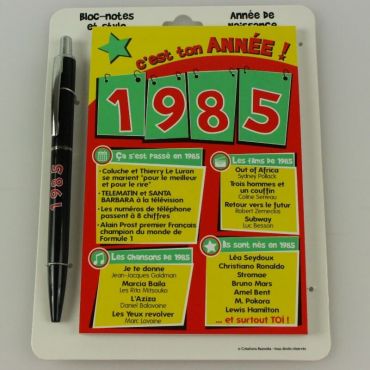 Bloc-notes
et stylo
Année de
Naissance
c'est ton ANNÉE !
1985
1985
Ça s'est passé en 1985
• Coluche et Thierry Le Luron
se marient "pour le meilleur
et pour le rire"
• TELEMATIN et SANTA
BARBARA à la télévision
• Les numéros de téléphone
passent à 8 chiffres
• Alain Prost premier Français
champion du monde de
Formule 1
Les films de 1985
Out of Africa
Sydney Pollack
Trois hommes et
un couffin
Coline Serreau
Retour vers le futur
Robert Zemeckis
Subway
Luc Besson
Les chansons de 1985
Je te donne
Jean-Jacques Goldman
Marcia Baila
Les Rita Mitsouko
L'Aziza
Daniel Balavoine
Les Yeux revolver
Marc Lavoine
Ils sont nés en 1985
Léa Seydoux
Christiano Ronaldo
Stromae
Bruno Mars
Amel Bent
M. Pokora
Lewis Hamilton
... et surtout TOI !